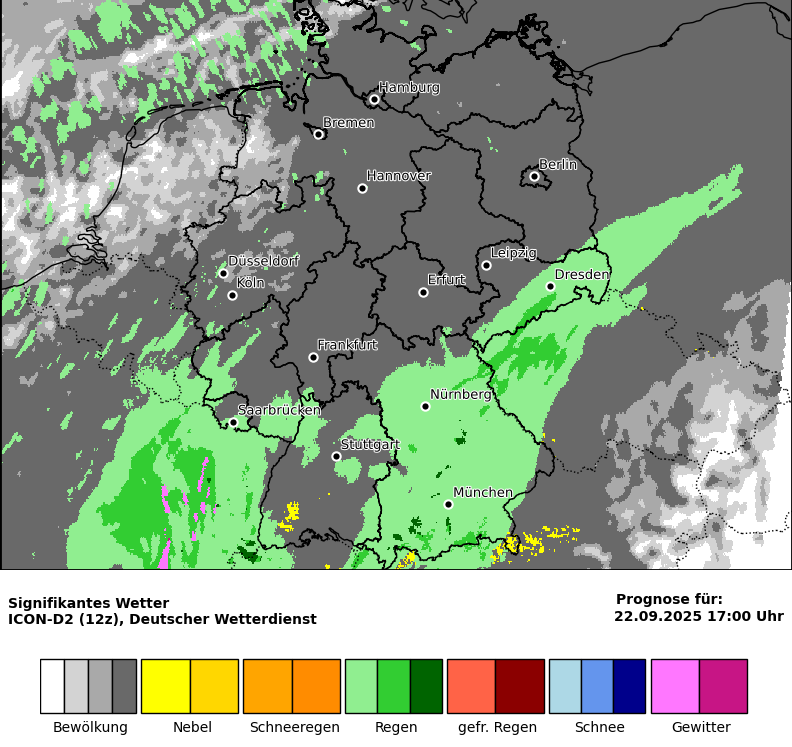 Hamburg
Bremen
Berlin
Hannover
Leipzig
Düsseldorf
Dresden
Köln
Erfurt
Frankfurt
Nürnberg
Saarbrücken
Stuttgart
München
Signifikantes Wetter
ICON-D2 (12z), Deutscher Wetterdienst
Prognose für:
22.09.2025 17:00 Uhr
Bewölkung Nebel Schneeregen Regen gefr. Regen Schnee Gewitter